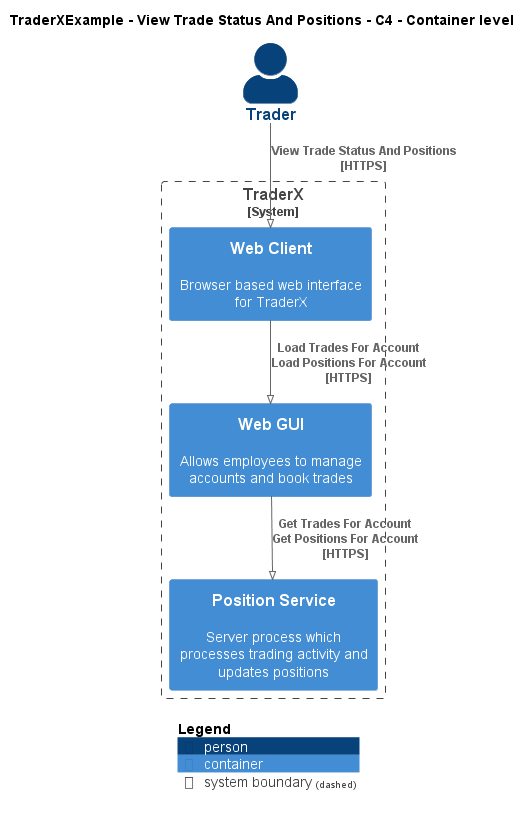 TraderXExample - View Trade Status And Positions - C4 - Container level
Trader
View Trade Status And Positions
[HTTPS]
TraderX
[System]
Web Client
Browser based web interface
for TraderX
Load Trades For Account
Load Positions For Account
[HTTPS]
Web GUI
Allows employees to manage
accounts and book trades
Get Trades For Account
Get Positions For Account
[HTTPS]
Position Service
Server process which
processes trading activity and
updates positions
Legend
person
container
system boundary (dashed)